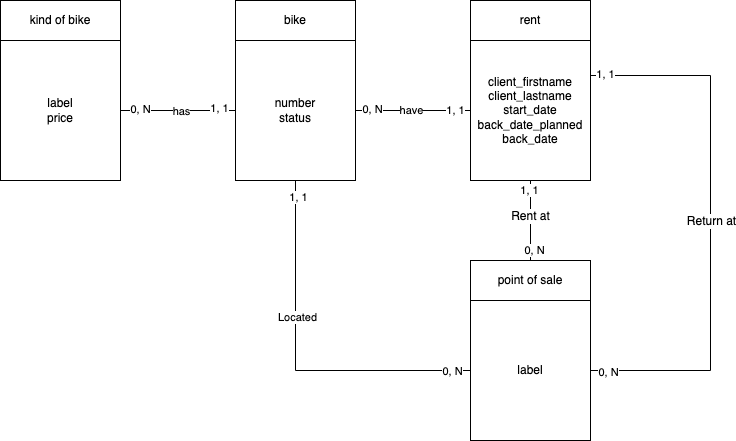 kind of bike
bike
rent
label
price
number
status
client_firstname
client_lastname
start_date
back_date_planned
back_date
0, N has 1, 1
0, N have 1, 1
1, 1
1, 1
1, 1
Rent at
Return at
0, N
point of sale
Located
label
0, N
0, N